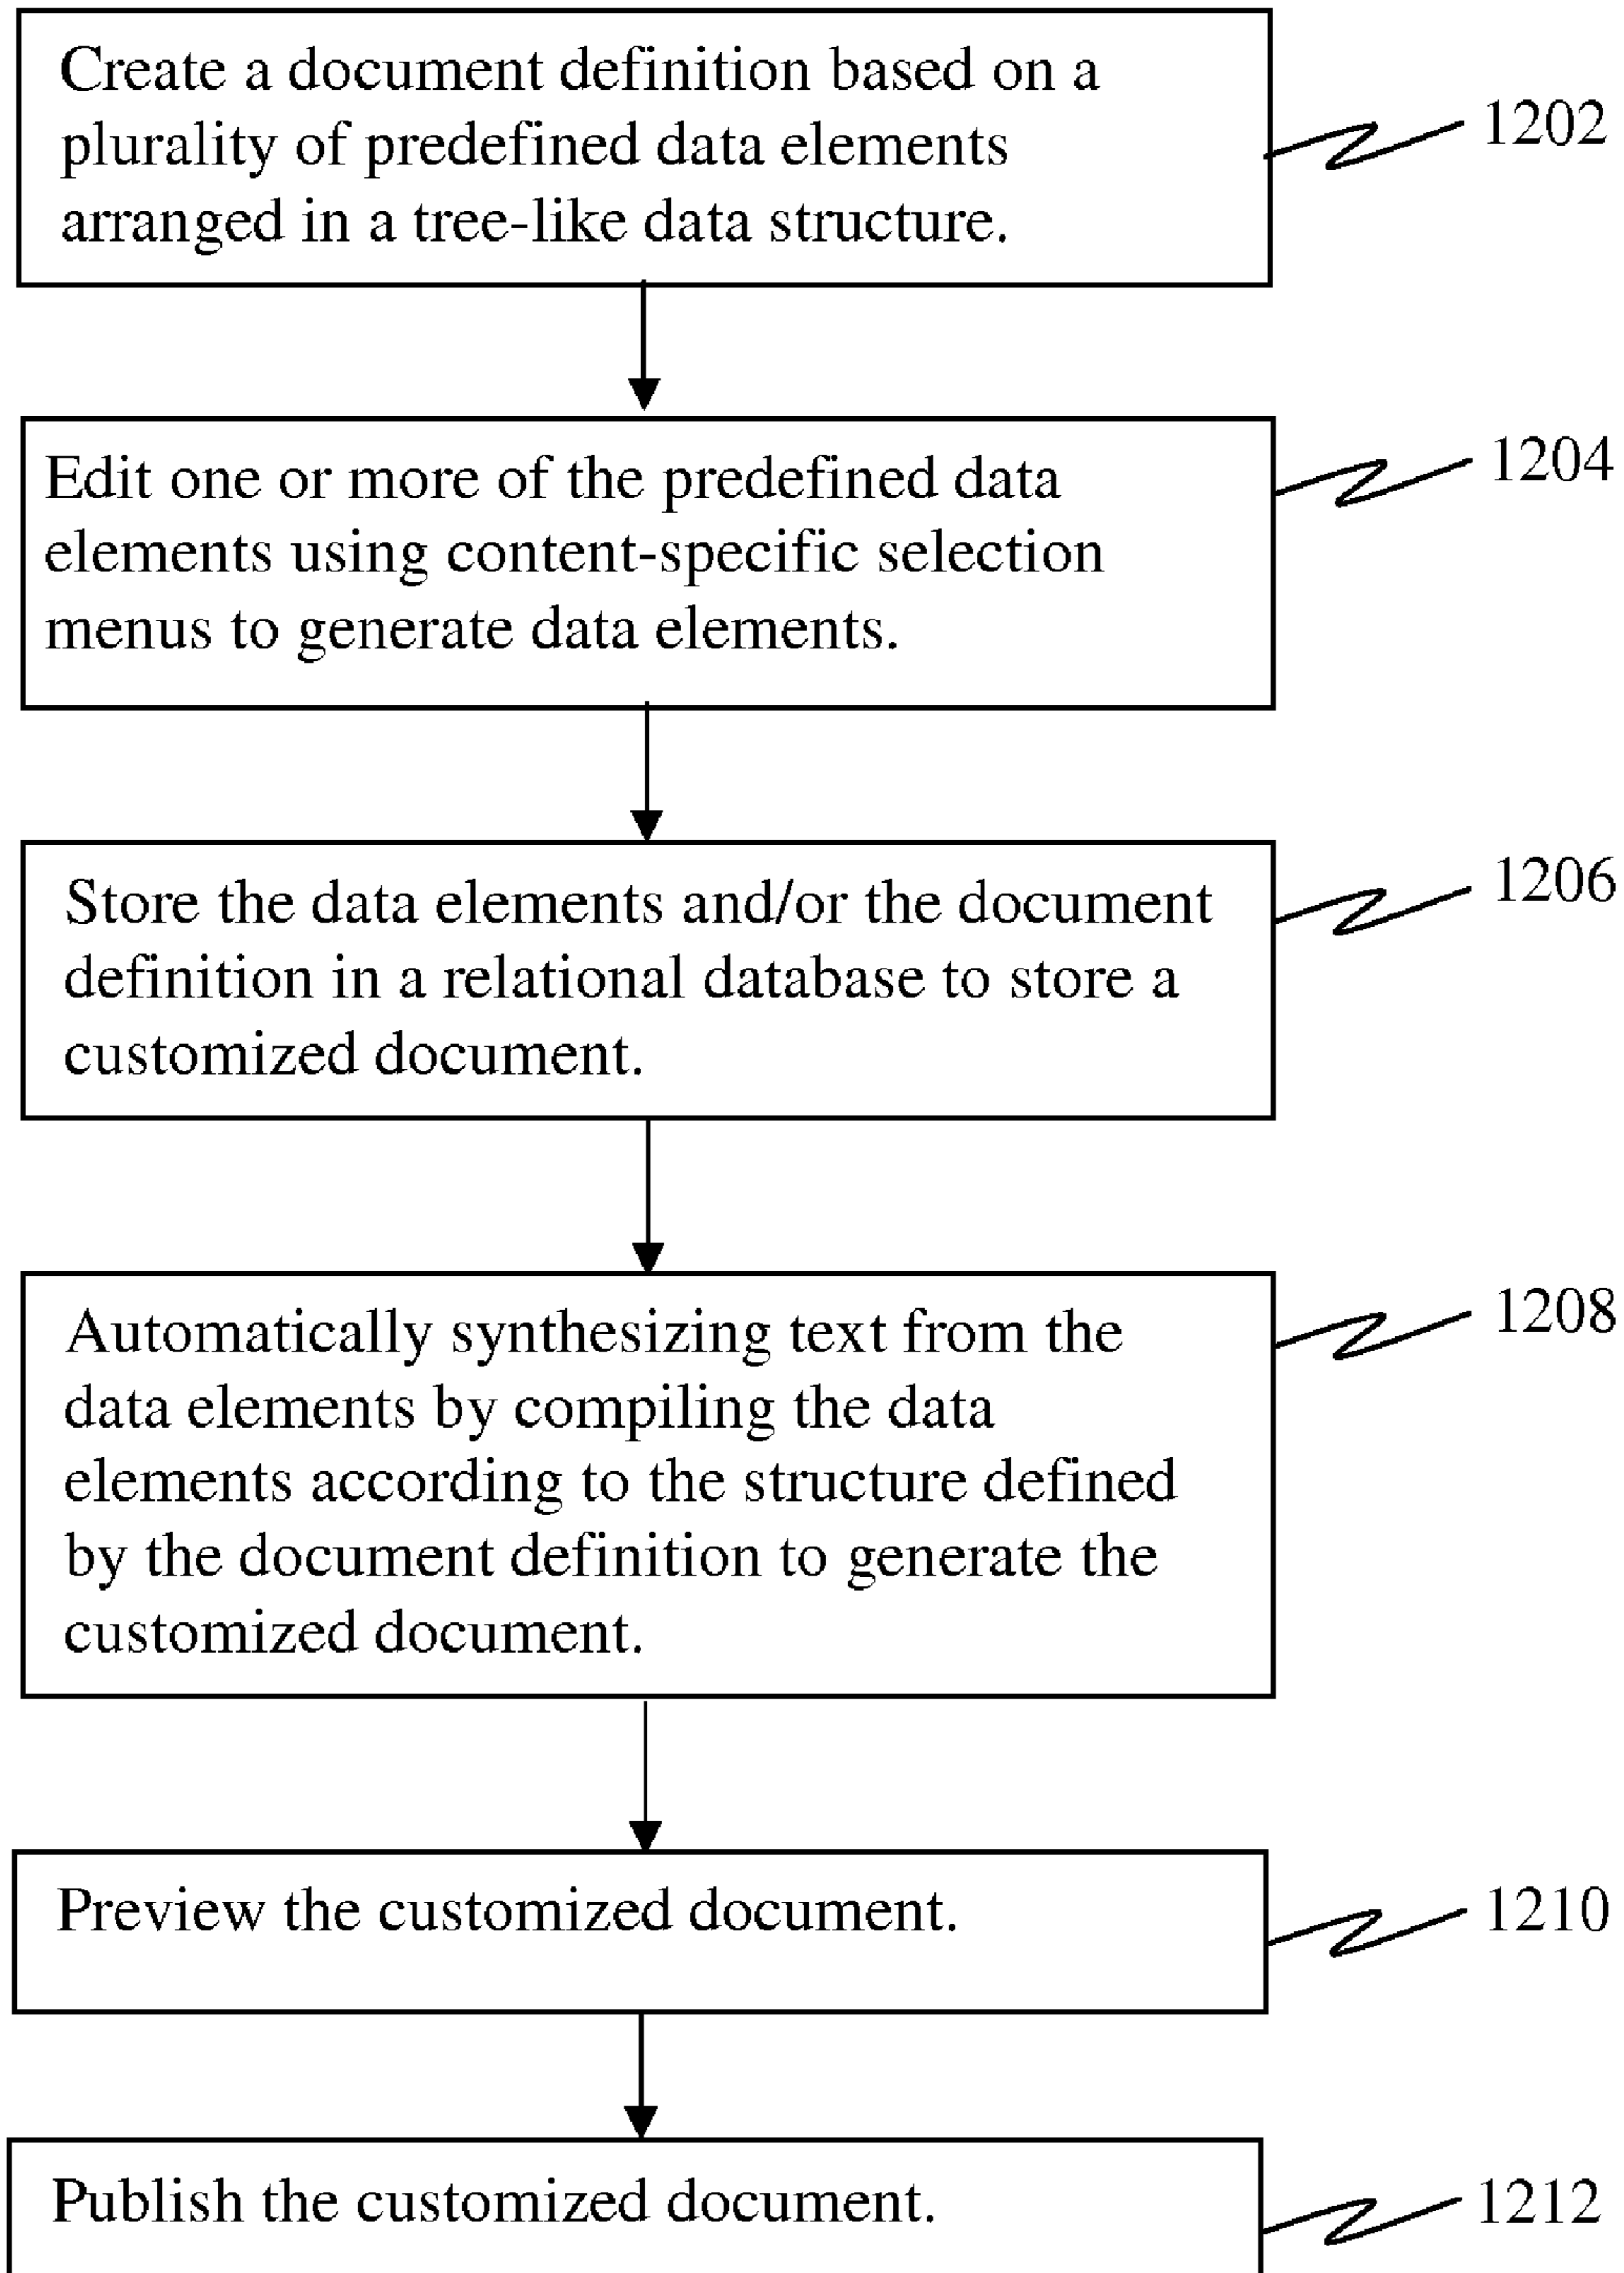 Create a document definition based on a
plurality of predefined data elements
arranged in a tree-like data structure.
1202
Edit one or more of the predefined data
elements using content-specific selection
menus to generate data elements.
1204
Store the data elements and/or the document
definition in a relational database to store a
customized document.
1206
Automatically synthesizing text from the
data elements by compiling the data
elements according to the structure defined
by the document definition to generate the
customized document.
1208
Preview the customized document.
1210
Publish the customized document.
1212